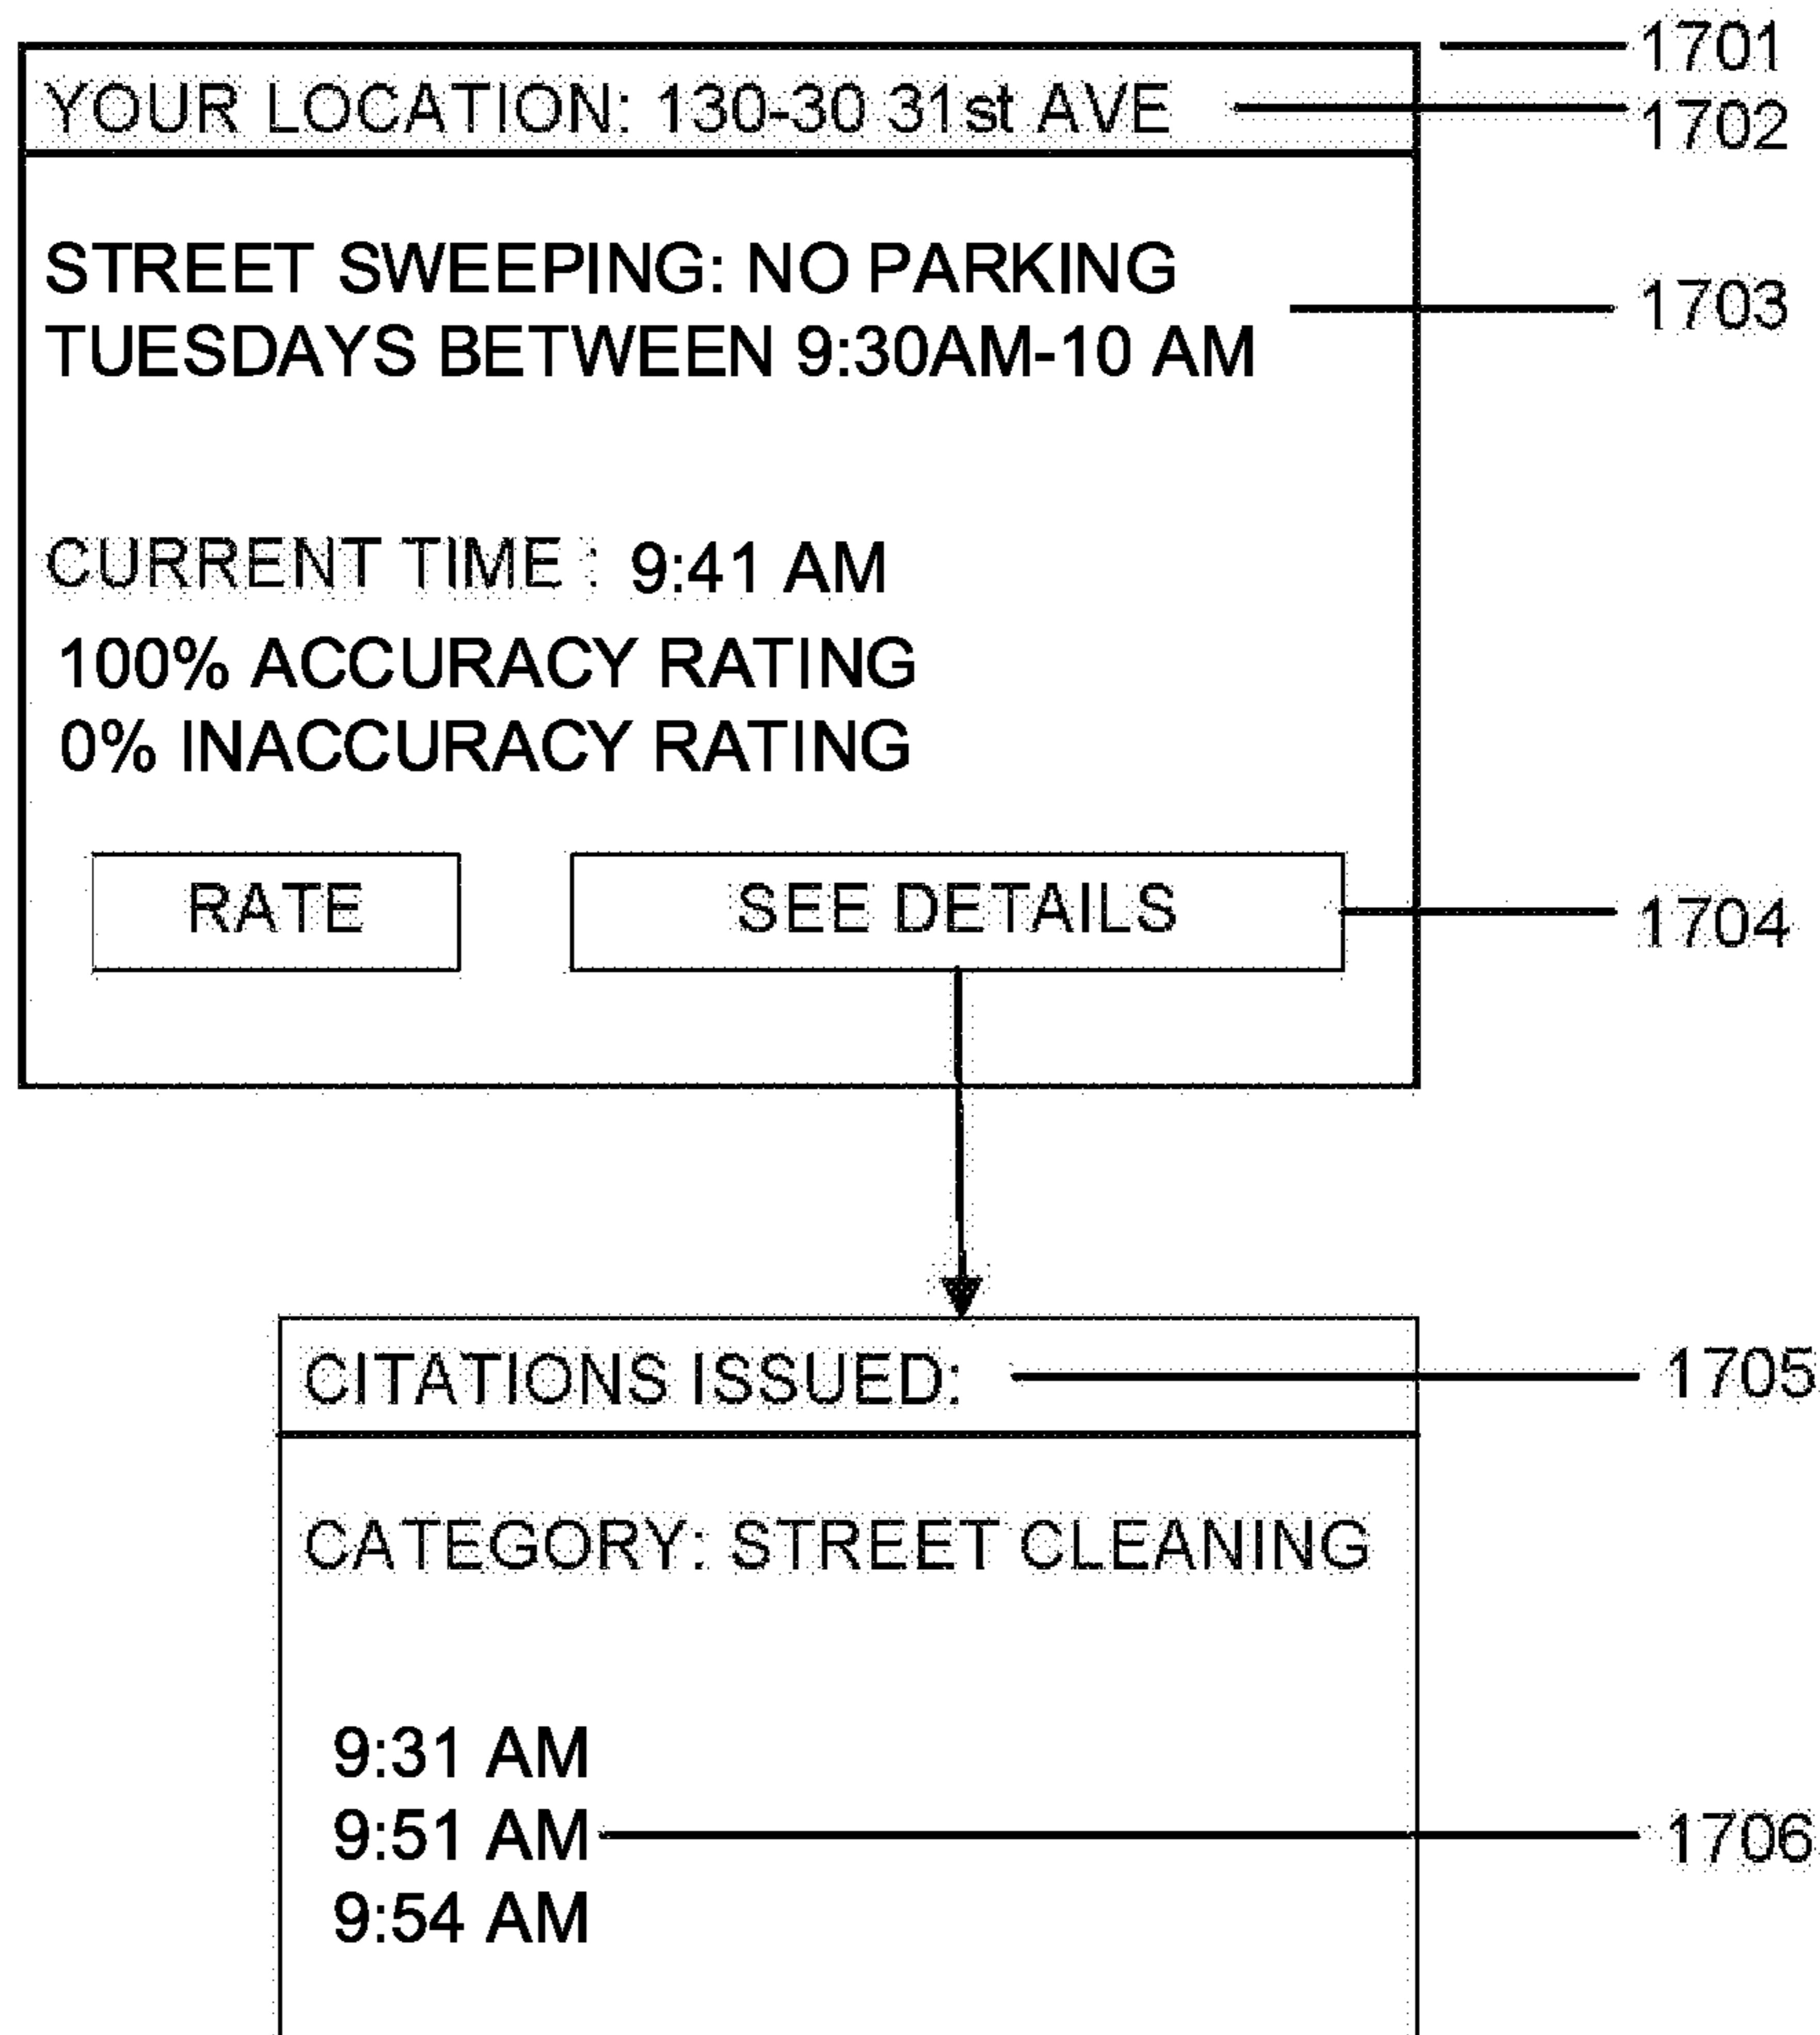 1701
YOUR LOCATION: 130-30 31st AVE
1702
STREET SWEEPING: NO PARKING
TUESDAYS BETWEEN 9:30AM-10 AM
1703
CURRENT TIME : 9:41 AM
100% ACCURACY RATING
0% INACCURACY RATING
RATE
SEE DETAILS
1704
CITATIONS ISSUED:
1705
CATEGORY: STREET CLEANING
9:31 AM
9:51 AM
1706
9:54 AM